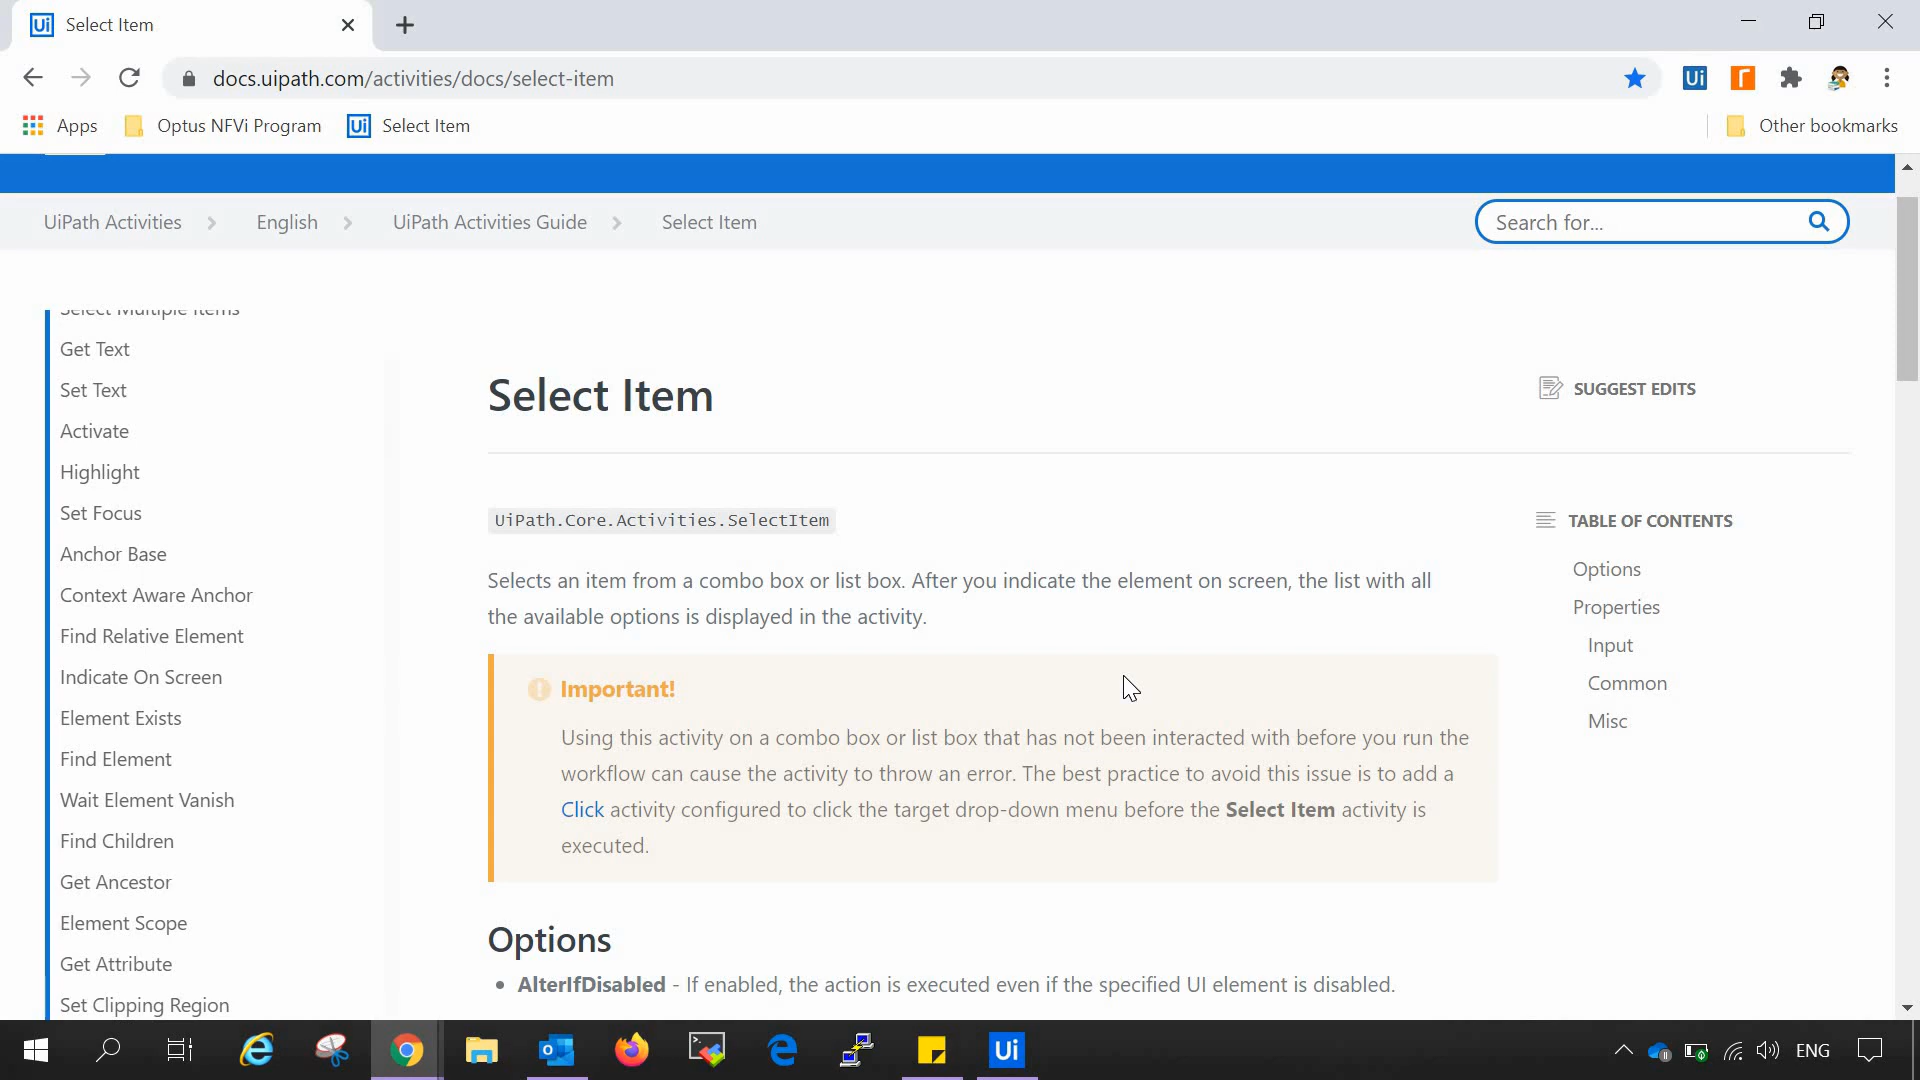 Select Item
docs.uipath.com/activities/docs/select-item
Ui
Apps
Optus NFVi Program
Ui
Select Item
Other bookmarks
UiPath Activities
English
UiPath Activities Guide
Select Item
Search for...
Select Multiple Items
Get Text
Set Text
Activate
Highlight
Set Focus
Anchor Base
Context Aware Anchor
Find Relative Element
Indicate On Screen
Element Exists
Find Element
Wait Element Vanish
Find Children
Get Ancestor
Element Scope
Get Attribute
Set Clipping Region
Select Item
SUGGEST EDITS
UiPath.Core.Activities.SelectItem
Selects an item from a combo box or list box. After you indicate the element on screen, the list with all
the available options is displayed in the activity.
Important!
Using this activity on a combo box or list box that has not been interacted with before you run the
workflow can cause the activity to throw an error. The best practice to avoid this issue is to add a
Click activity configured to click the target drop-down menu before the Select Item activity is
executed.
Options
• AlterIfDisabled - If enabled, the action is executed even if the specified UI element is disabled.
TABLE OF CONTENTS
Options
Properties
Input
Common
Misc
Ui
ENG